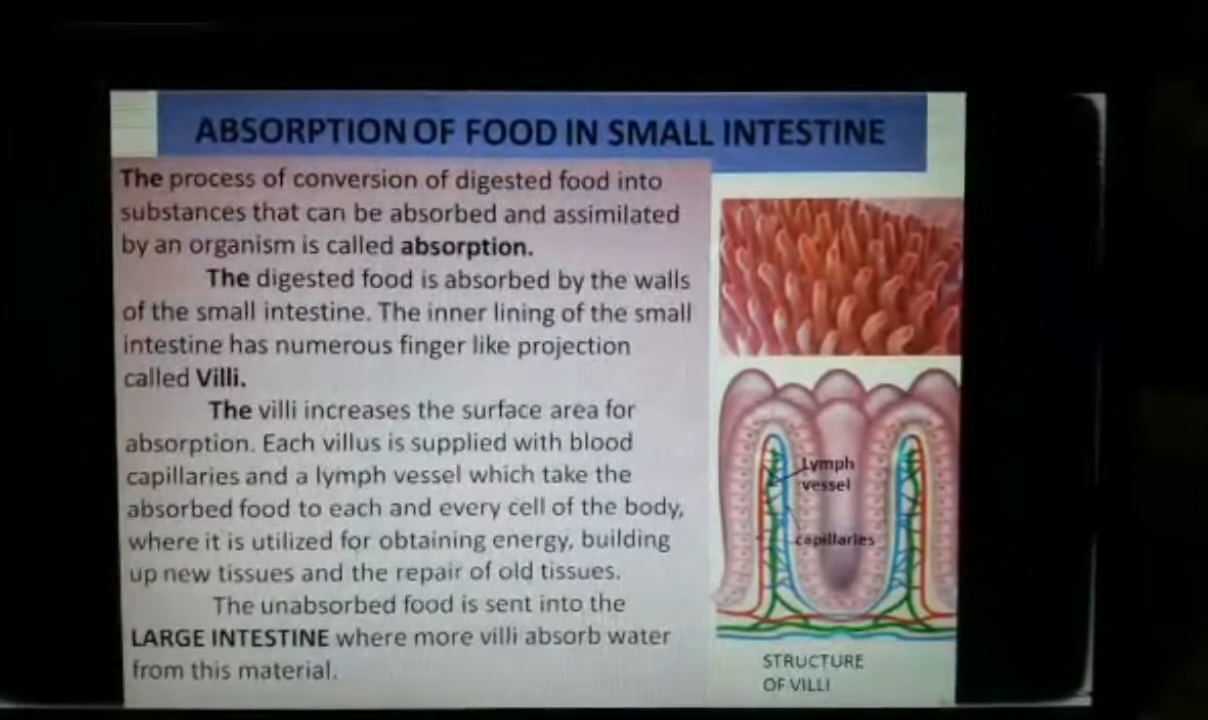 ABSORPTION OF FOOD IN SMALL INTESTINE
The process of conversion of digested food into
substances that can be absorbed and assimilated
by an organism is called absorption.
The digested food is absorbed by the walls
of the small intestine. The inner lining of the small
intestine has numerous finger like projection
called Villi.
The villi increases the surface area for
absorption. Each villus is supplied with blood
capillaries and a lymph vessel which take the
absorbed food to each and every cell of the body,
where it is utilized for obtaining energy, building
up new tissues and the repair of old tissues.
The unabsorbed food is sent into the
LARGE INTESTINE where more villi absorb water
from this material.
Lymph
vessel
capillaries
STRUCTURE
OF VILLI